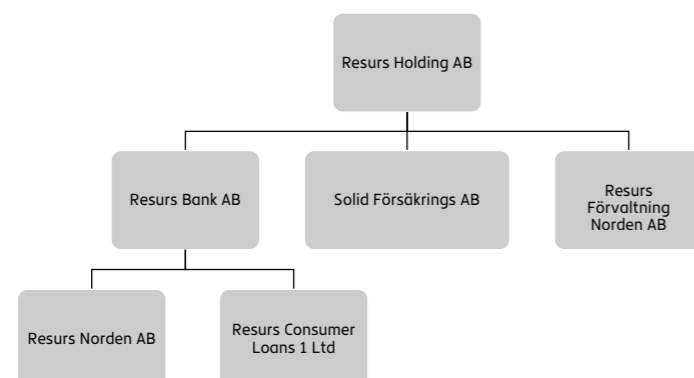 Resurs Holding AB
Resurs Bank AB
Solid Försäkrings AB
Resurs
Förvaltning
Norden AB
Resurs Norden AB
Resurs Consumer
Loans 1 Ltd